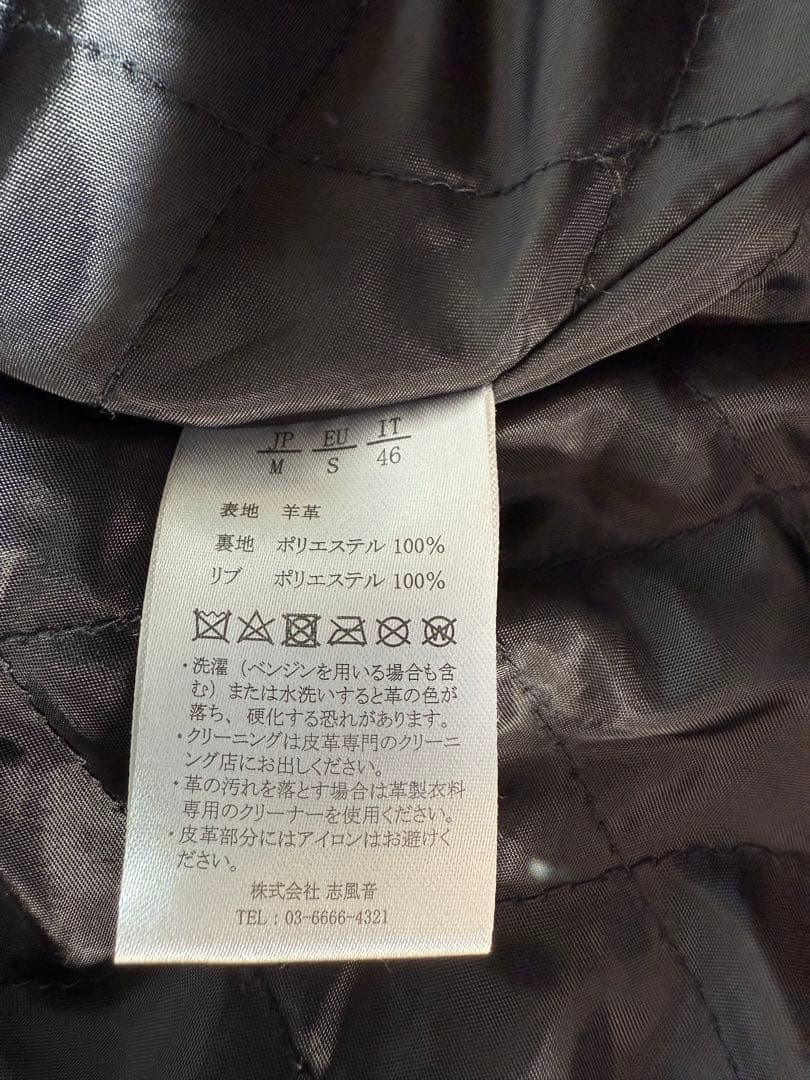 JP EU IT
M S 46
表地 羊革
裏地 ポリエステル 100%
リブ ポリエステル 100%
W
・洗濯（ベンジンを用いる場合も含
む）または水洗いすると革の色が
落ち、硬化する恐れがあります。
・クリーニングは皮革専門のクリーニ
ング店にお出しください。
・革の汚れを落とす場合は革製衣料
専用のクリーナーを使用ください。
・皮革部分にはアイロンはお避けく
ださい。
株式会社 志風音
TEL : 03-6666-4321